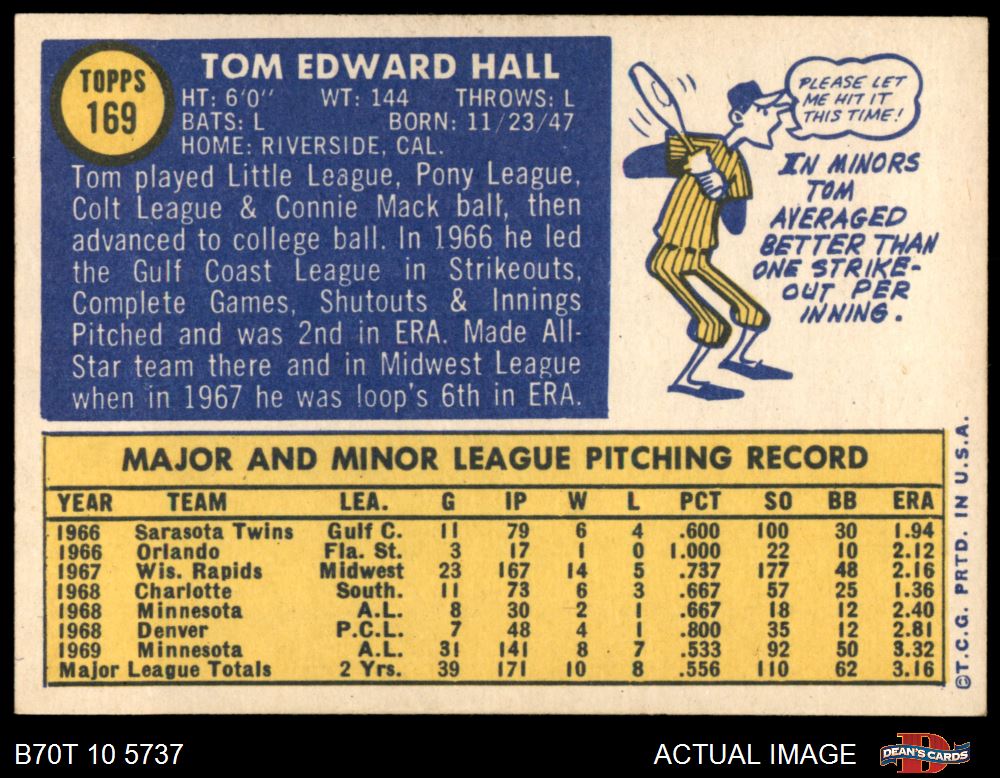 TOPPS
169
TOM EDWARD HALL
HT: 6'0" WT: 144 THROWS: L
BATS: L BORN: 11/23/47
HOME: RIVERSIDE, CAL.
Tom played Little League, Pony League,
Colt League & Connie Mack ball, then
advanced to college ball. In 1966 he led
the Gulf Coast League in Strikeouts,
Complete Games, Shutouts & Innings
Pitched and was 2nd in ERA. Made All-
Star team there and in Midwest League
when in 1967 he was loop's 6th in ERA.
PLEASE LET
ME HIT IT
THIS TIME!
IN MINORS
TOM
AVERAGED
BETTER THAN
ONE STRIKE-
OUT PER
INNING.
MAJOR AND MINOR LEAGUE PITCHING RECORD
YEAR TEAM LEA. G IP W L PCT SO BB ERA
1966 Sarasota Twins Gulf C. 11 79 6 4 .600 100 30 1.94
1966 Orlando Fla. St. 3 17 1 0 1.000 22 10 2.12
1967 Wis. Rapids Midwest 23 167 14 5 .737 177 48 2.16
1968 Charlotte South. 11 73 6 3 .667 57 25 1.36
1968 Minnesota A.L. 8 30 2 1 .667 18 12 2.40
1968 Denver P.C.L. 7 48 4 1 .800 35 12 2.81
1969 Minnesota A.L. 31 141 8 7 .533 92 50 3.32
Major League Totals 2 Yrs. 39 171 10 8 .556 110 62 3.16
©T.C.G. PRTD. IN U.S.A.
B70T 10 5737 ACTUAL IMAGE
DEAN'S CARDS